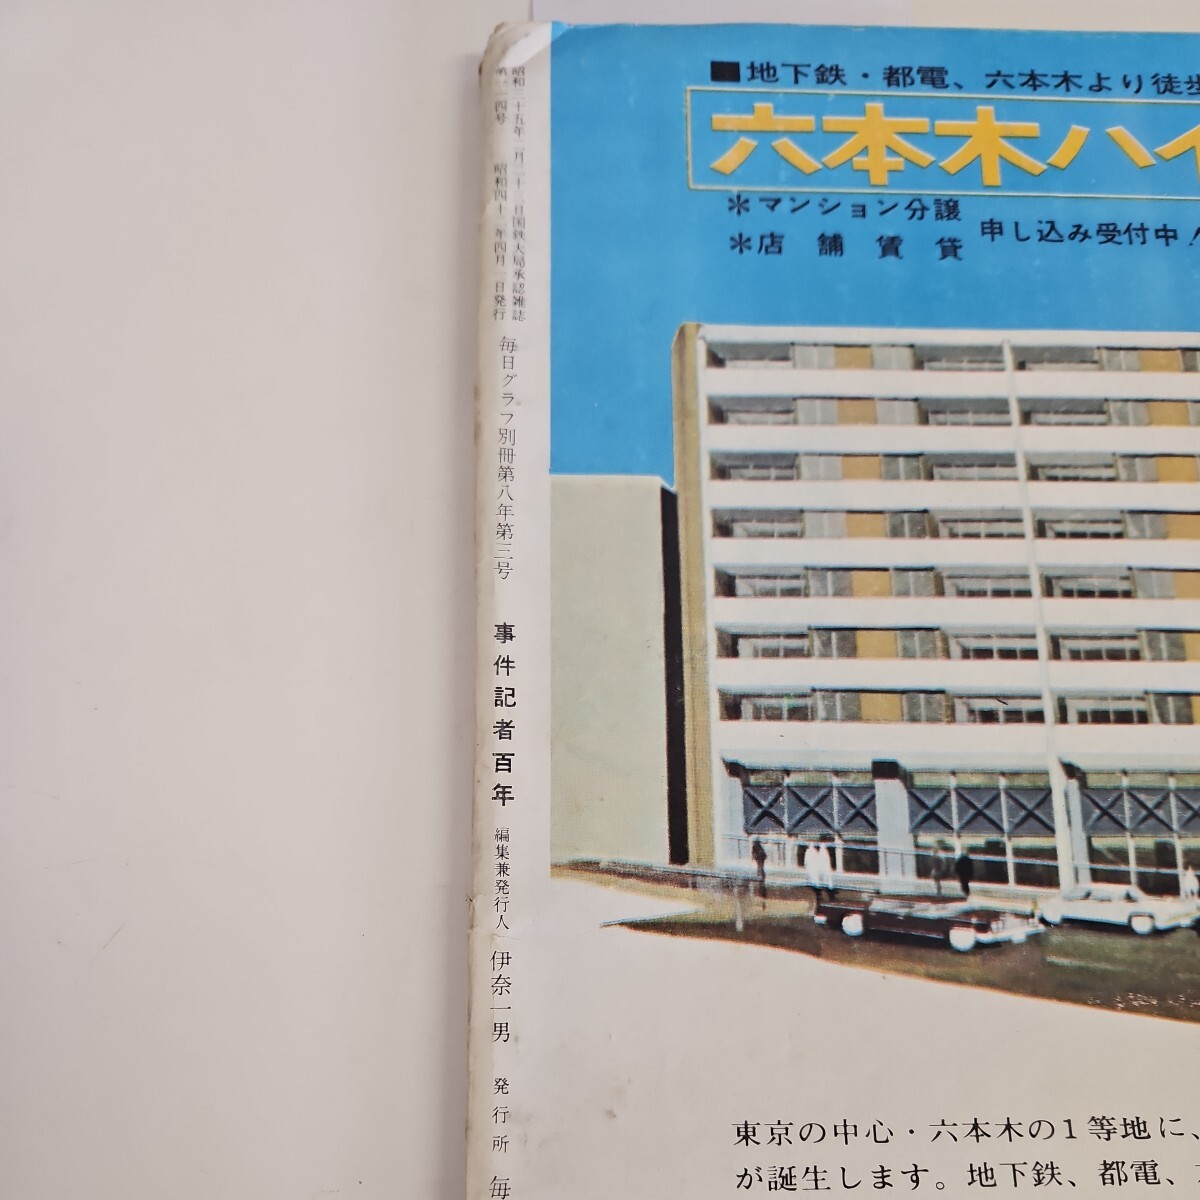 ■地下鉄・都電、六本木より徒歩
六本木ハイ
＊マンション分譲
＊店舗賃貸
申し込み受付中！
昭和三十五年二月二十三日国鉄大局承認雑誌
第一一四号 昭和四十二年四月一日発行
毎日グラフ別冊第八年第三号 事件記者百年 編集兼発行人 伊奈一男 発行所 毎
東京の中心・六本木の1等地に、
が誕生します。地下鉄、都電、